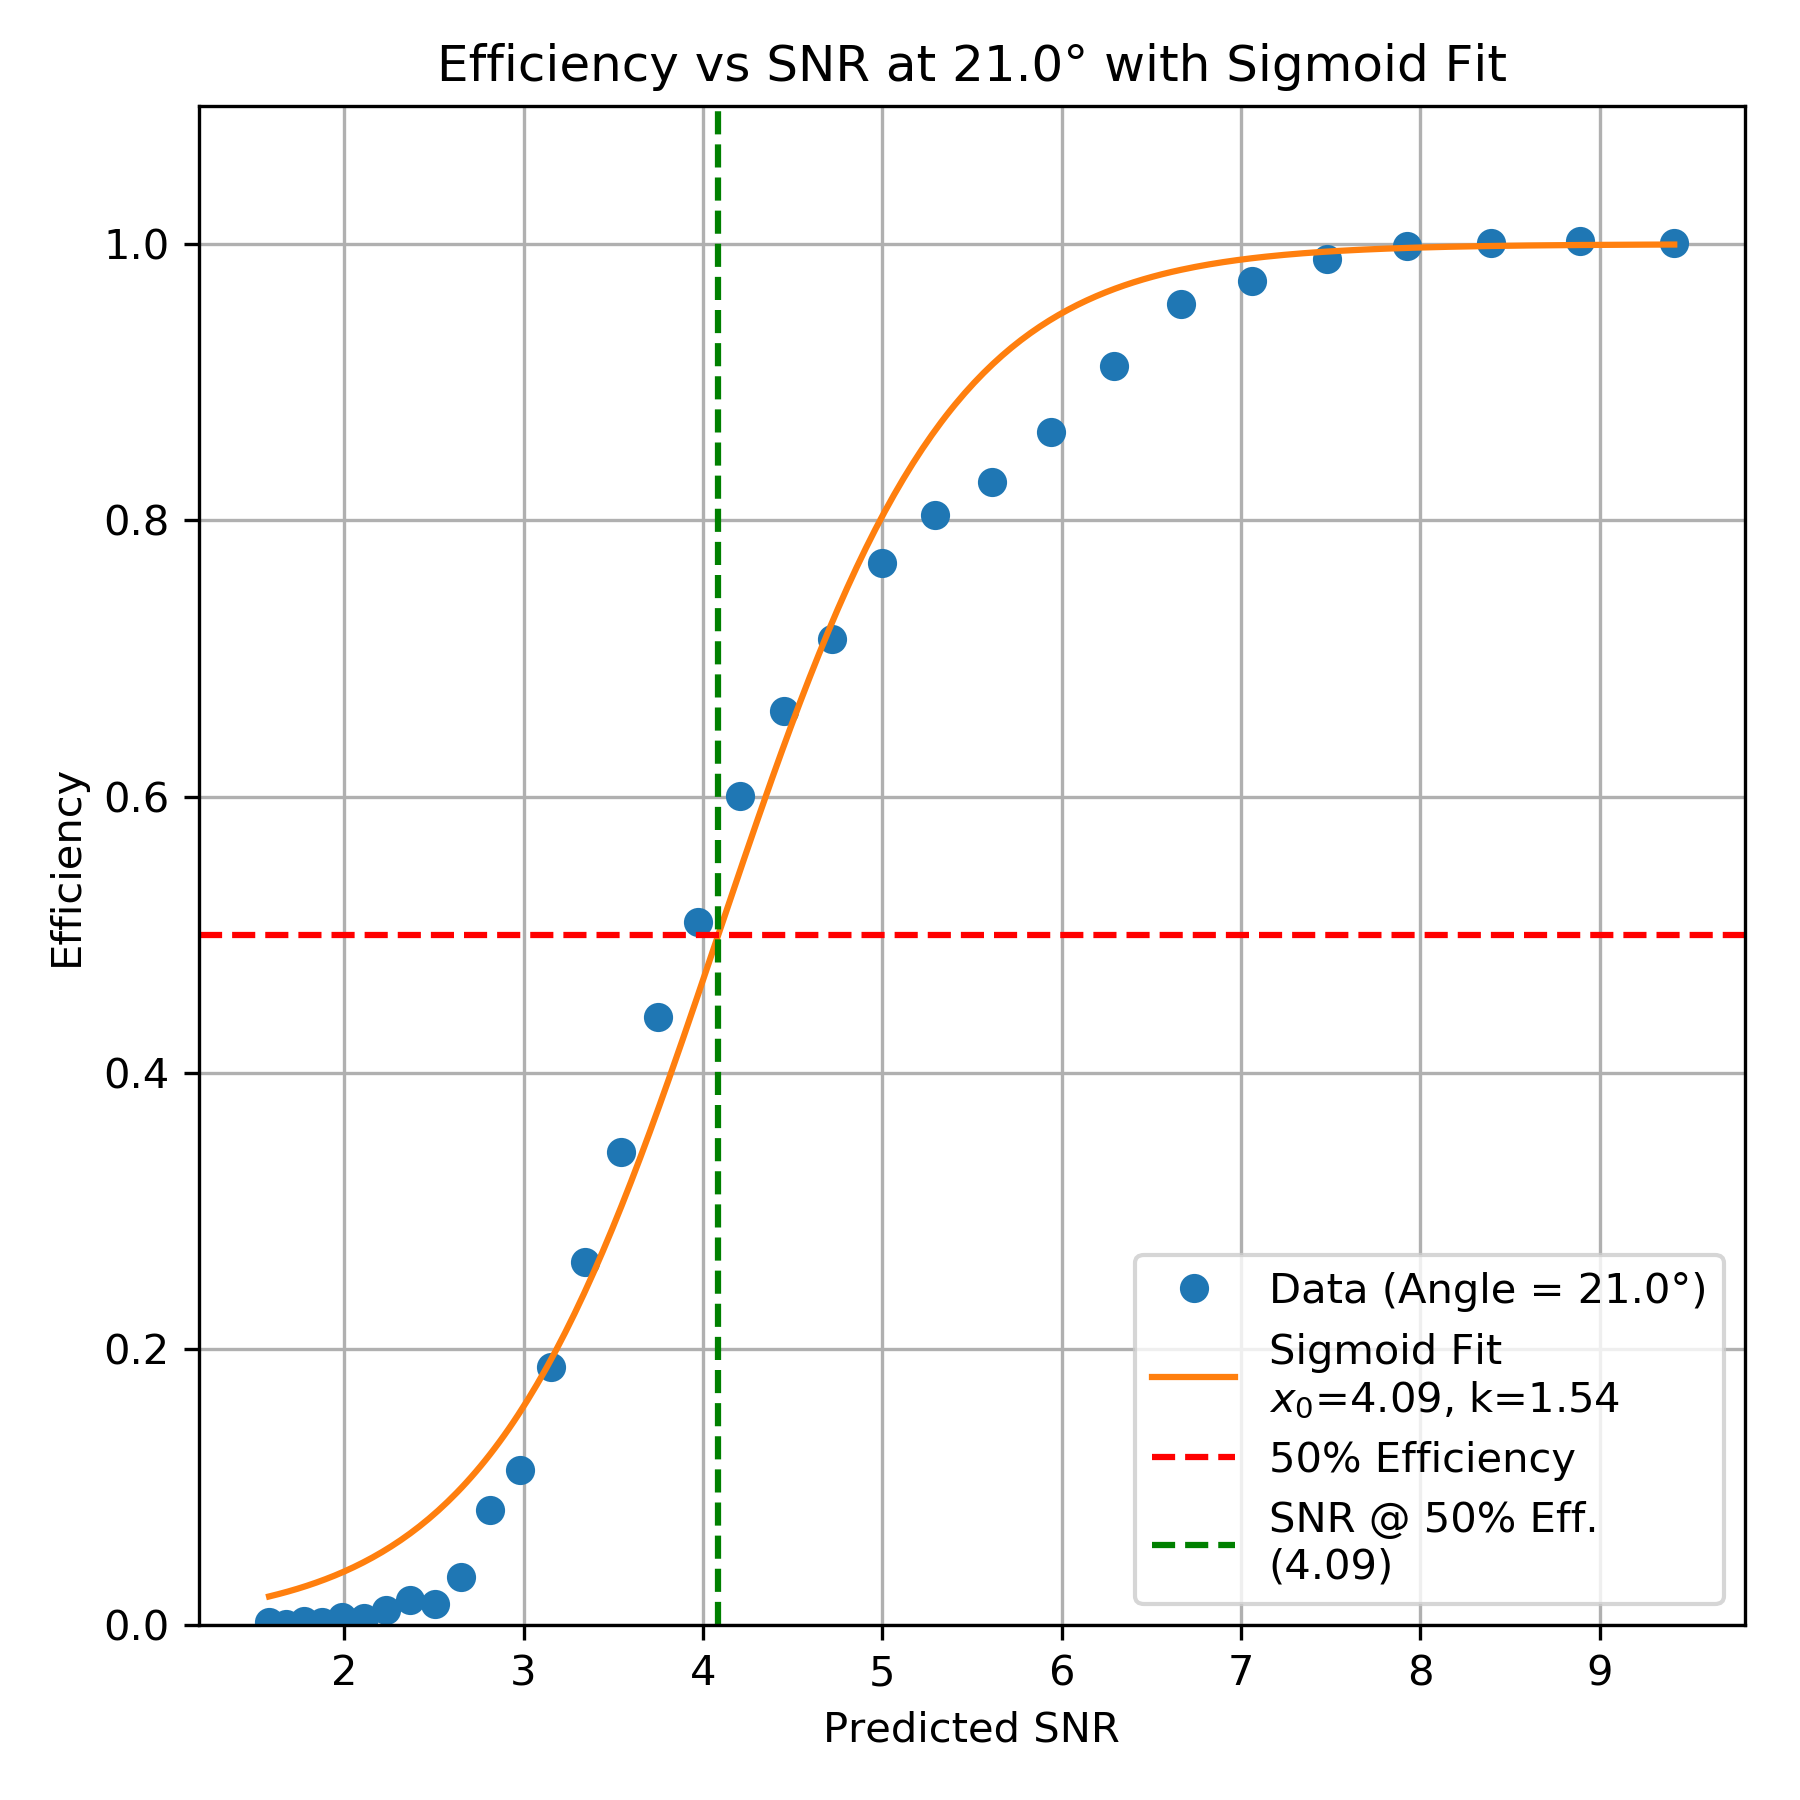 Efficiency vs SNR at 21.0° with Sigmoid Fit
Efficiency
1.0
0.8
0.6
0.4
0.2
0.0
2 3 4 5 6 7 8 9
Predicted SNR
Data (Angle = 21.0°)
Sigmoid Fit
x₀=4.09, k=1.54
50% Efficiency
SNR @ 50% Eff.
(4.09)